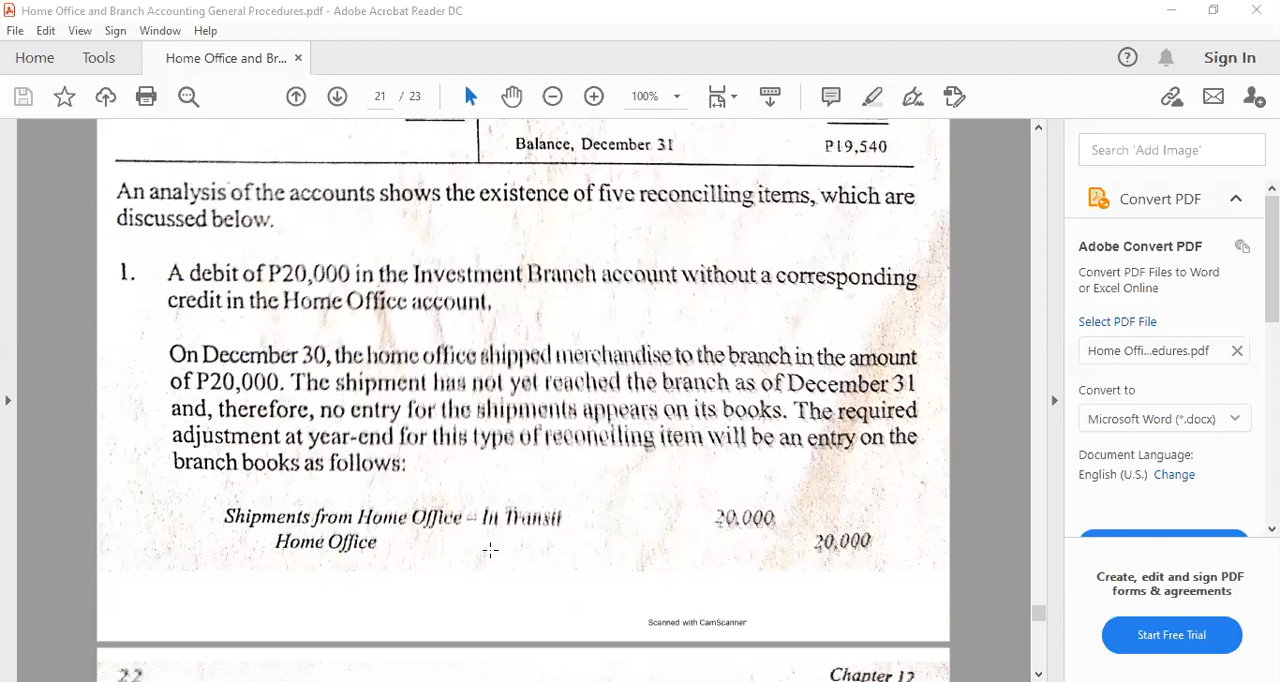 Home Office and Branch Accounting General Procedures.pdf - Adobe Acrobat Reader DC
File Edit View Sign Window Help
Home Tools Home Office and Br... × Sign In
21 / 23 100%
Balance, December 31 P19,540
An analysis of the accounts shows the existence of five reconcilling items, which are
discussed below.
1. A debit of P20,000 in the Investment Branch account without a corresponding
credit in the Home Office account.
On December 30, the home office shipped merchandise to the branch in the amount
of P20,000. The shipment has not yet reached the branch as of December 31
and, therefore, no entry for the shipments appears on its books. The required
adjustment at year-end for this type of reconciling item will be an entry on the
branch books as follows:
Shipments from Home Office – In Transit 20,000
Home Office 20,000
Scanned with CamScanner
22 Chapter 12
Search 'Add Image'
Convert PDF
Adobe Convert PDF
Convert PDF Files to Word
or Excel Online
Select PDF File
Home Offi...edures.pdf
Convert to
Microsoft Word (*.docx)
Document Language:
English (U.S.) Change
Create, edit and sign PDF
forms & agreements
Start Free Trial